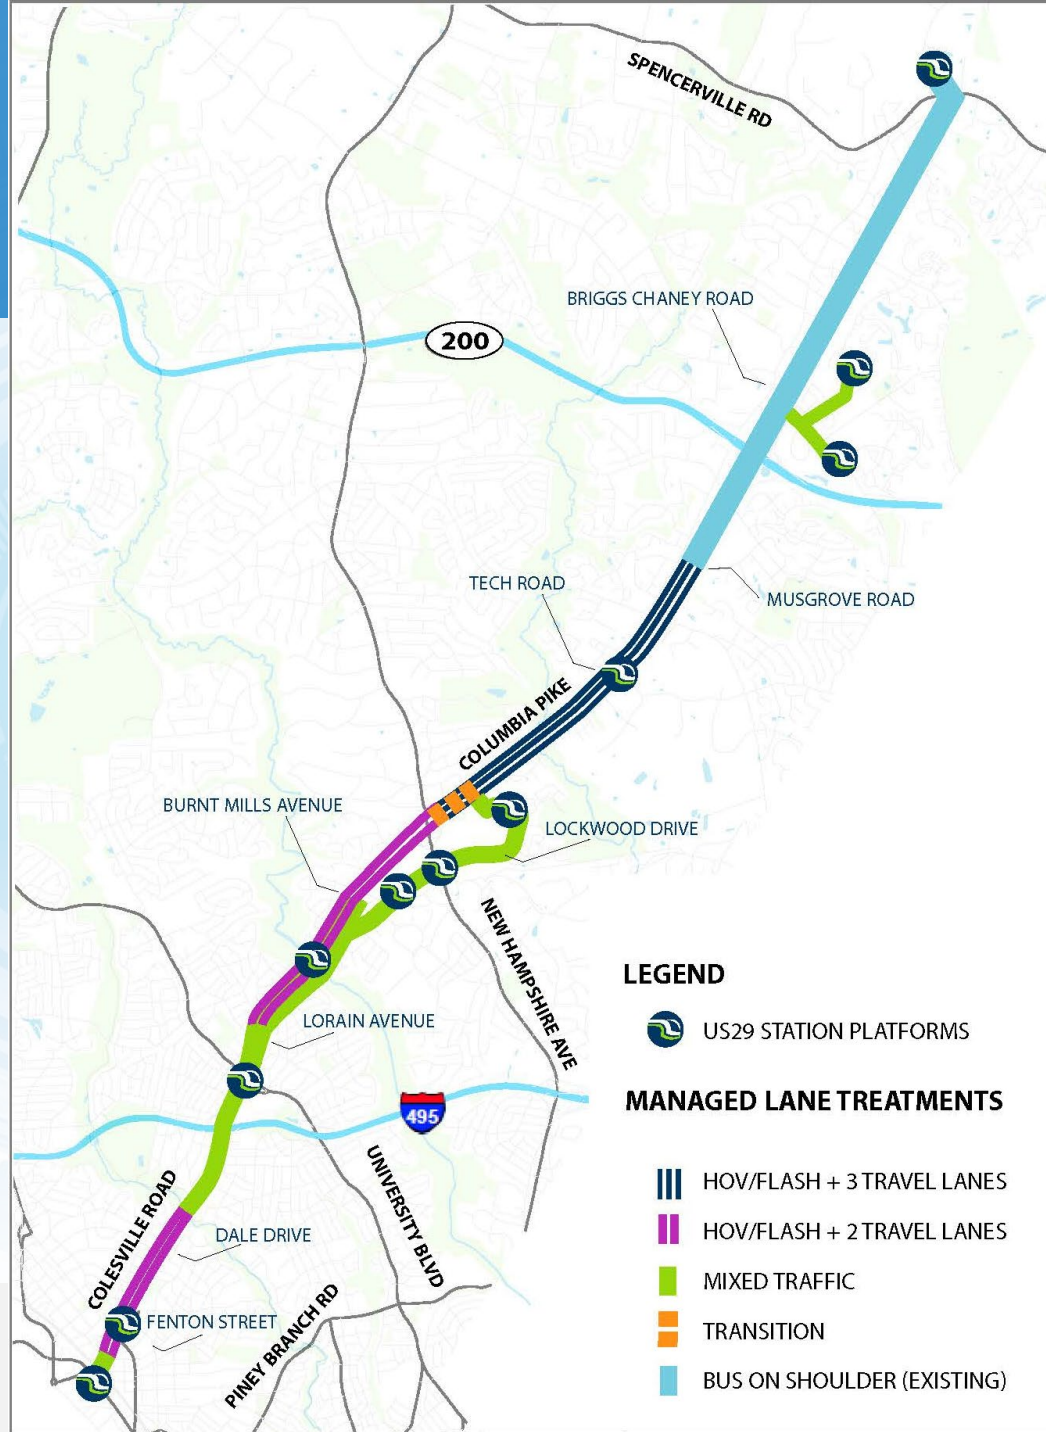 SPENCERVILLE RD
BRIGGS CHANEY ROAD
200
TECH ROAD
MUSGROVE ROAD
COLUMBIA PIKE
BURNT MILLS AVENUE
LOCKWOOD DRIVE
NEW HAMPSHIRE AVE
LORAIN AVENUE
495
COLESVILLE ROAD
UNIVERSITY BLVD
DALE DRIVE
FENTON STREET
PINEY BRANCH RD
LEGEND
US29 STATION PLATFORMS
MANAGED LANE TREATMENTS
HOV/FLASH + 3 TRAVEL LANES
HOV/FLASH + 2 TRAVEL LANES
MIXED TRAFFIC
TRANSITION
BUS ON SHOULDER (EXISTING)